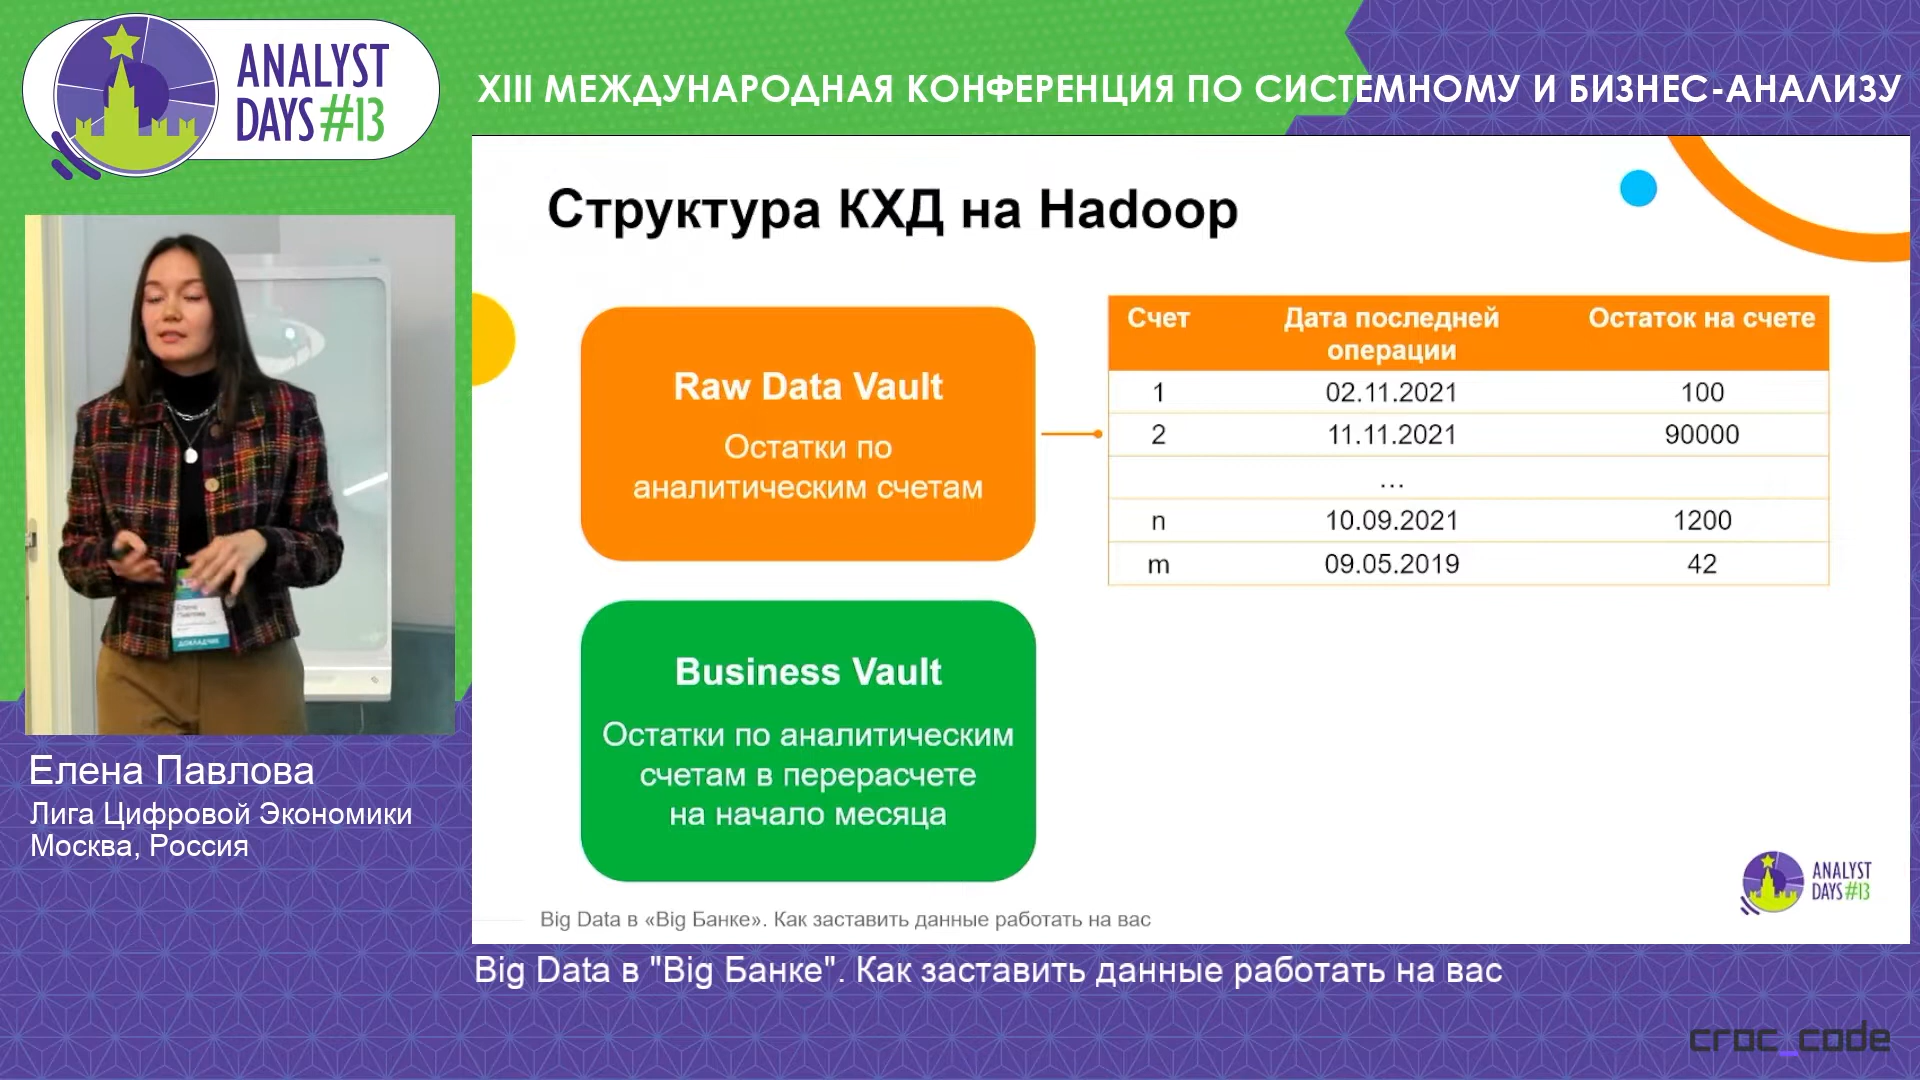 ANALYST
DAYS #13
XIII МЕЖДУНАРОДНАЯ КОНФЕРЕНЦИЯ ПО СИСТЕМНОМУ И БИЗНЕС-АНАЛИЗУ
Структура КХД на Hadoop
Raw Data Vault
Остатки по
аналитическим счетам
Счет Дата последней операции Остаток на счете
1 02.11.2021 100
2 11.11.2021 90000
...
n 10.09.2021 1200
m 09.05.2019 42
Business Vault
Остатки по аналитическим
счетам в перерасчете
на начало месяца
ANALYST
DAYS #13
Big Data в «Big Банке». Как заставить данные работать на вас
Елена
Павлова
ДОКЛАДЧИК
Елена Павлова
Лига Цифровой Экономики
Москва, Россия
Big Data в "Big Банке". Как заставить данные работать на вас
croc_code